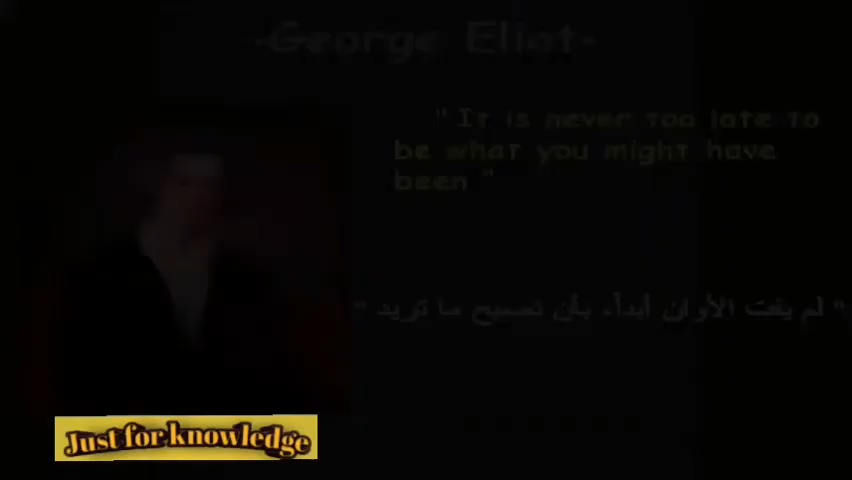 -George Eliot-
" It is never too late to
be what you might have
been "
" لم يفت الأوان أبداً، بأن تصبح ما تريد "
Just for knowledge